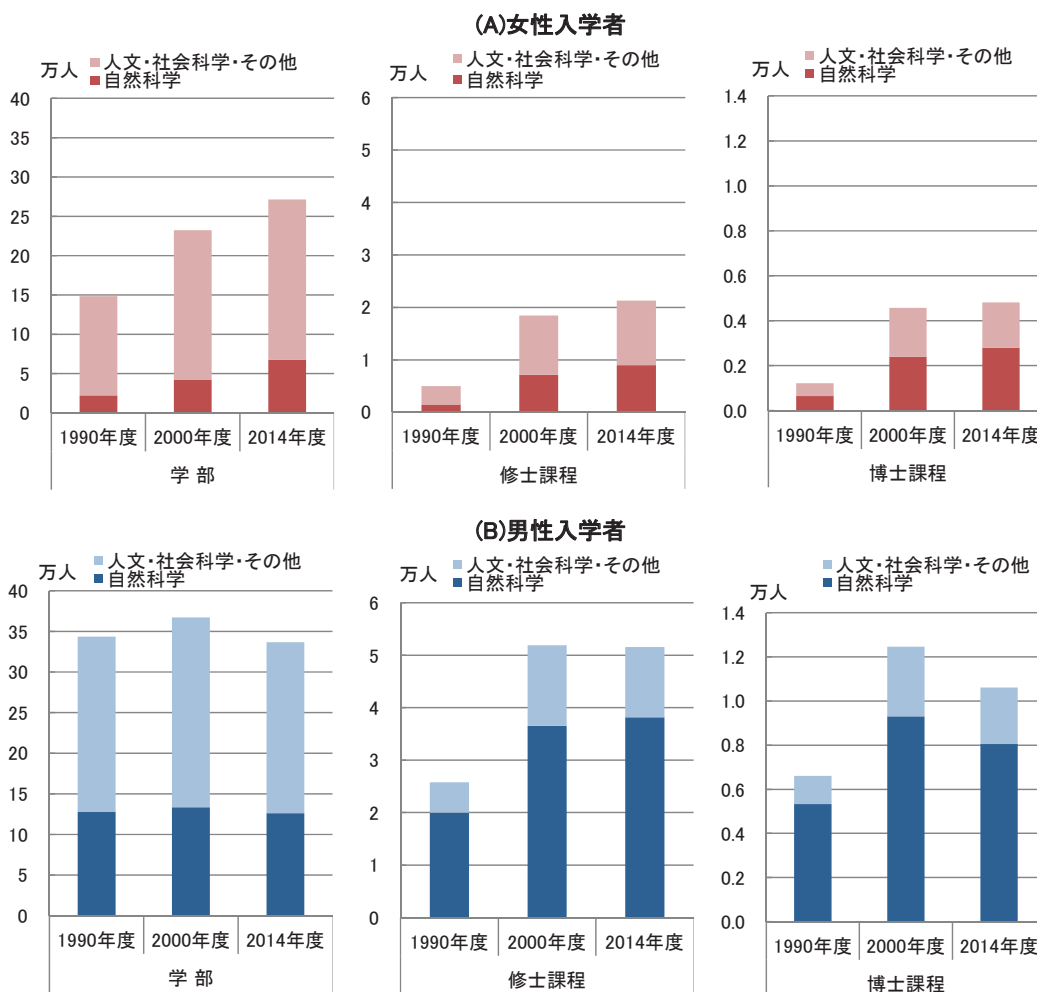 (A)女性入学者
万人
人文・社会科学・その他
自然科学
40
35
30
25
20
15
10
5
0
1990年度 2000年度 2014年度
学 部
万人
人文・社会科学・その他
自然科学
6
5
4
3
2
1
0
1990年度 2000年度 2014年度
修士課程
万人
人文・社会科学・その他
自然科学
1.4
1.2
1.0
0.8
0.6
0.4
0.2
0.0
1990年度 2000年度 2014年度
博士課程
(B)男性入学者
万人
人文・社会科学・その他
自然科学
40
35
30
25
20
15
10
5
0
1990年度 2000年度 2014年度
学 部
万人
人文・社会科学・その他
自然科学
6
5
4
3
2
1
0
1990年度 2000年度 2014年度
修士課程
万人
人文・社会科学・その他
自然科学
1.4
1.2
1.0
0.8
0.6
0.4
0.2
0.0
1990年度 2000年度 2014年度
博士課程